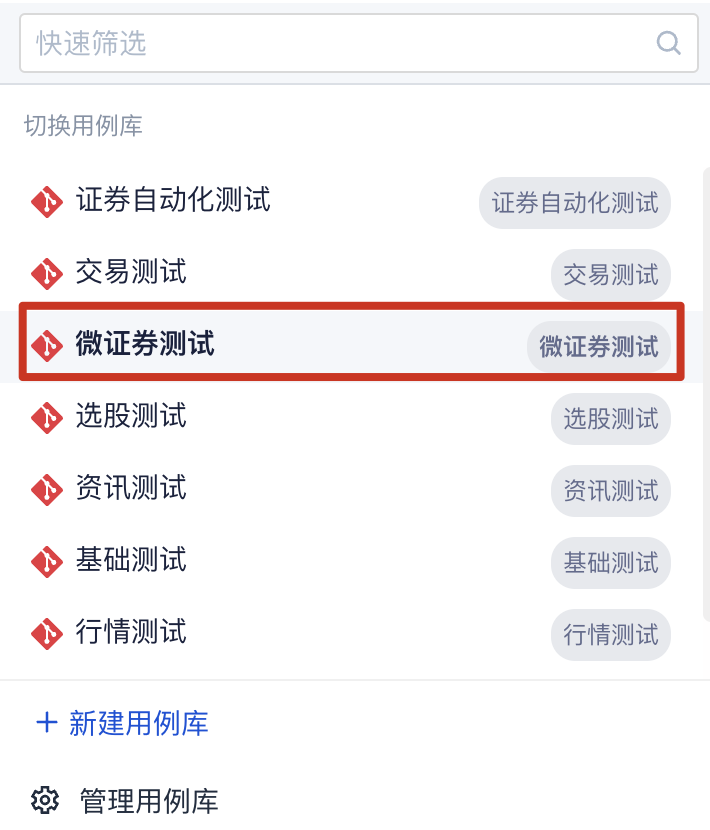 快速筛选
切换用例库
证券自动化测试 证券自动化测试
交易测试 交易测试
微证券测试 微证券测试
选股测试 选股测试
资讯测试 资讯测试
基础测试 基础测试
行情测试 行情测试
+ 新建用例库
管理用例库